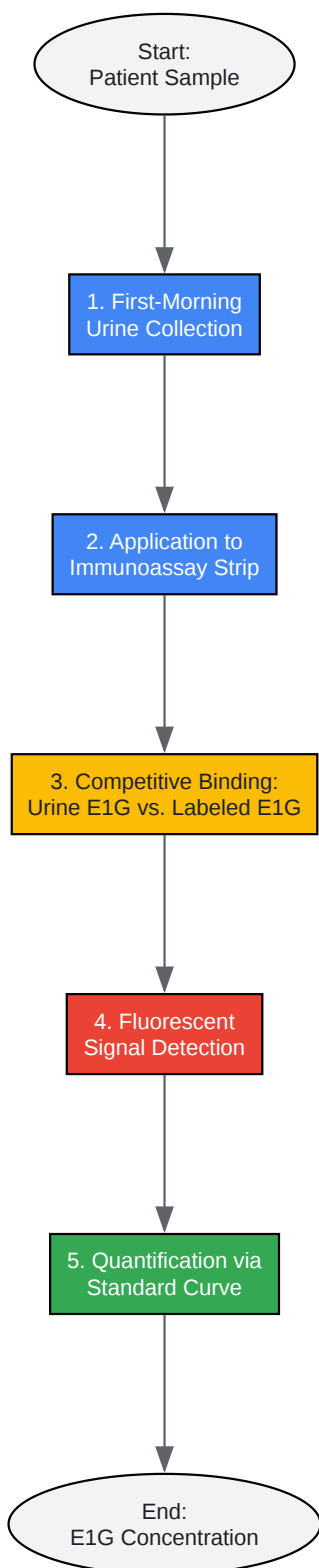 Start:
Patient Sample
1. First-Morning
Urine Collection
2. Application to
Immunoassay Strip
3. Competitive Binding:
Urine E1G vs. Labeled E1G
4. Fluorescent
Signal Detection
5. Quantification via
Standard Curve
End:
E1G Concentration